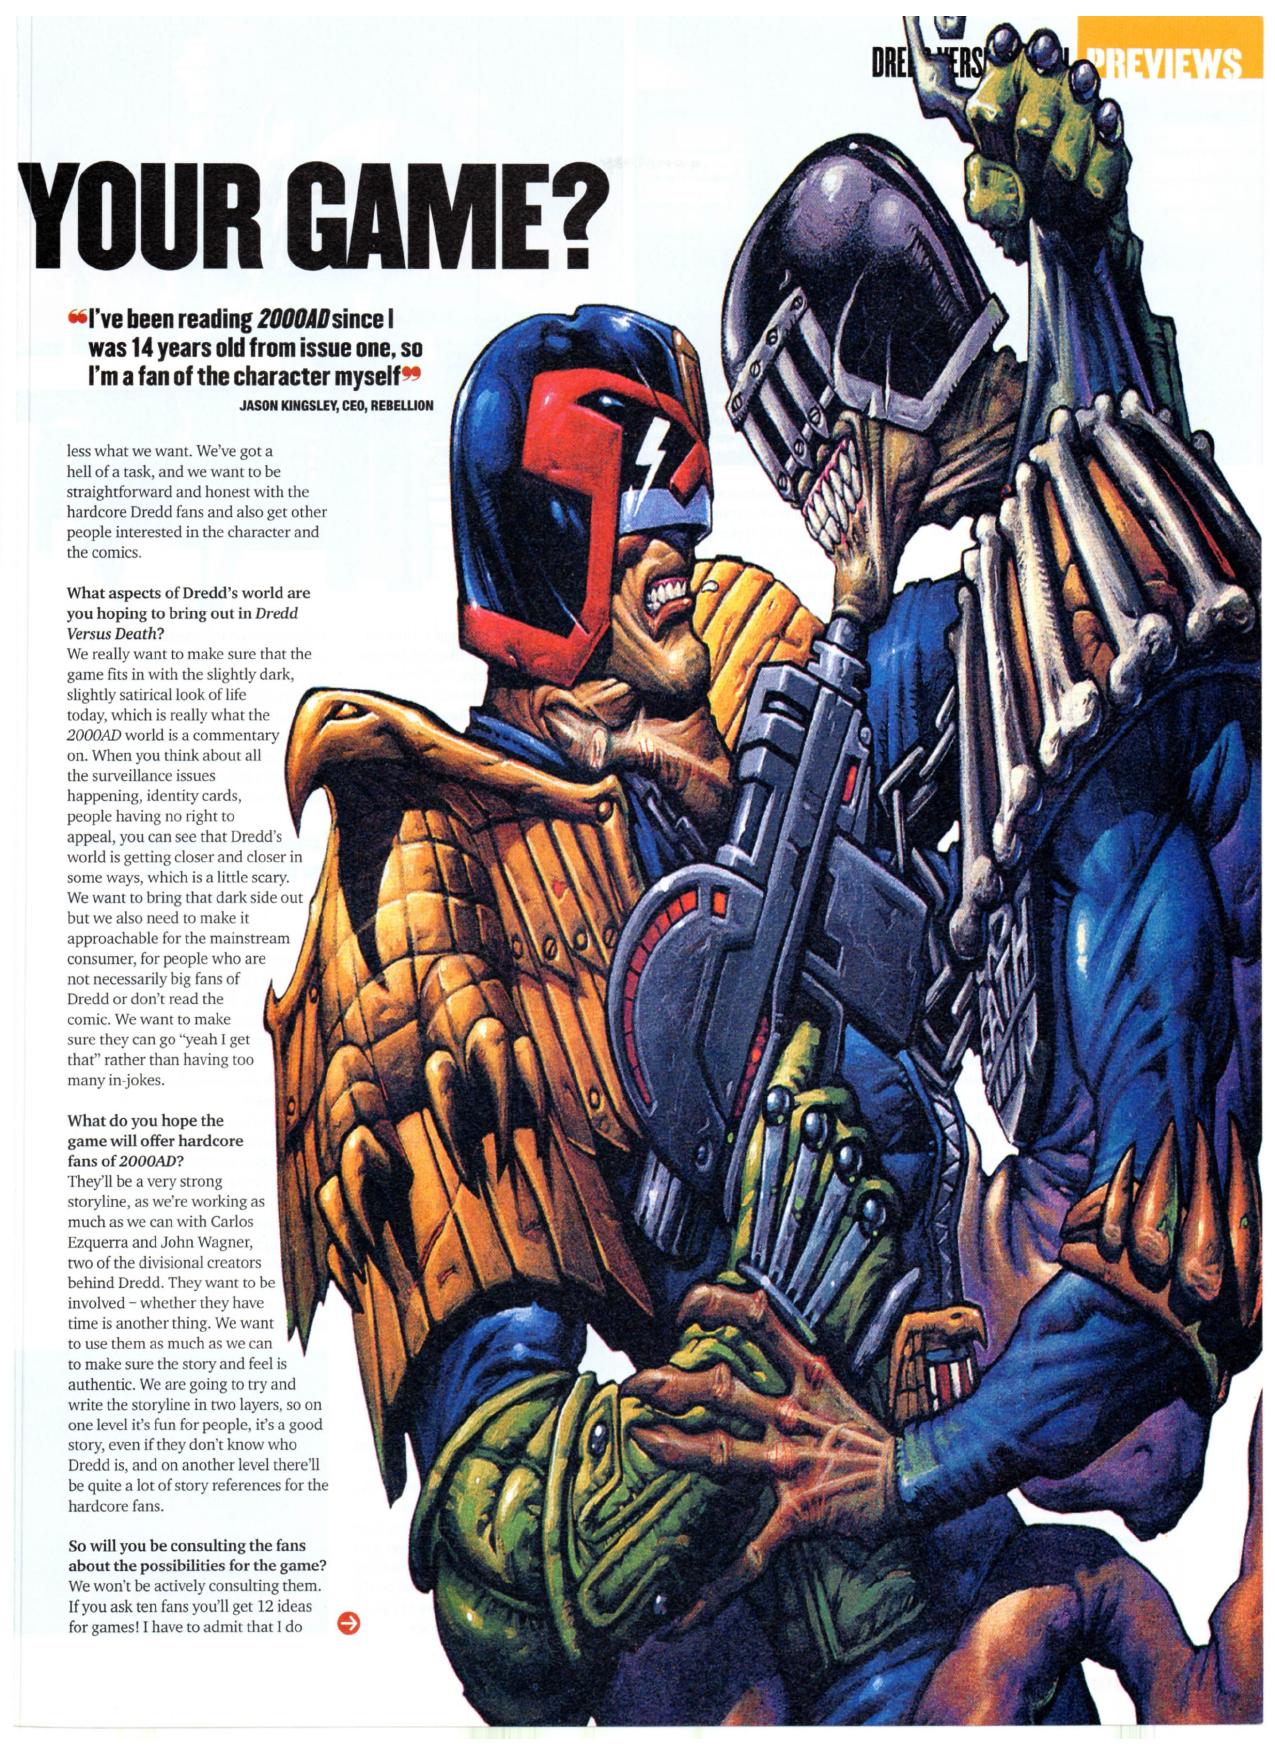 PREVIEWS
YOUR GAME?
“I've been reading 2000AD since I
was 14 years old from issue one, so
I'm a fan of the character myself”
JASON KINGSLEY, CEO, REBELLION
less what we want. We've got a
hell of a task, and we want to be
straightforward and honest with the
hardcore Dredd fans and also get other
people interested in the character and
the comics.
What aspects of Dredd's world are
you hoping to bring out in Dredd
Versus Death?
We really want to make sure that the
game fits in with the slightly dark,
slightly satirical look of life
today, which is really what the
2000AD world is a commentary
on. When you think about all
the surveillance issues
happening, identity cards,
people having no right to
appeal, you can see that Dredd's
world is getting closer and closer in
some ways, which is a little scary.
We want to bring that dark side out
but we also need to make it
approachable for the mainstream
consumer, for people who are
not necessarily big fans of
Dredd or don't read the
comic. We want to make
sure they can go “yeah I get
that” rather than having too
many in-jokes.
What do you hope the
game will offer hardcore
fans of 2000AD?
They'll be a very strong
storyline, as we're working as
much as we can with Carlos
Ezquerra and John Wagner,
two of the divisional creators
behind Dredd. They want to be
involved – whether they have
time is another thing. We want
to use them as much as we can
to make sure the story and feel is
authentic. We are going to try and
write the storyline in two layers, so on
one level it's fun for people, it's a good
story, even if they don't know who
Dredd is, and on another level there'll
be quite a lot of story references for the
hardcore fans.
So will you be consulting the fans
about the possibilities for the game?
We won't be actively consulting them.
If you ask ten fans you'll get 12 ideas
for games! I have to admit that I do